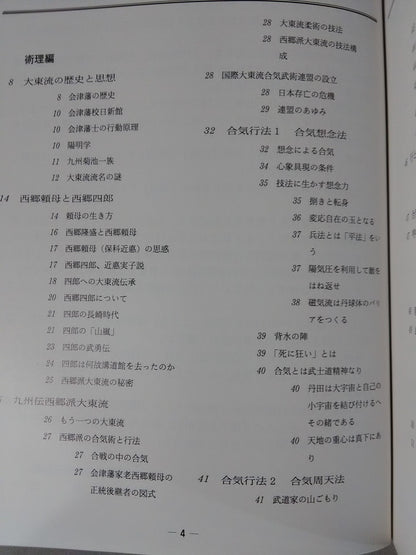 術理編
8 大東流の歴史と思想
8 会津藩の歴史
10 会津藩校日新館
10 会津藩士の行動原理
10 陽明学
11 九州菊池一族
12 大東流流名の謎
14 西郷頼母と西郷四郎
14 頼母の生き方
16 西郷隆盛と西郷頼母
17 西郷頼母（保科近悳）の思惑
17 西郷四郎、近悳実子説
18 四郎への大東流伝承
20 西郷四郎について
21 四郎の長崎時代
21 四郎の「山嵐」
23 四郎の武勇伝
24 四郎は何故講道館を去ったのか
25 西郷派大東流の秘密
九州伝西郷派大東流
26 もう一つの大東流
27 西郷派の合気術と行法
27 合戦の中の合気
27 会津藩家老西郷頼母の
正統後継者の図式
28 大東流柔術の技法
28 西郷派大東流の技法構
成
28 国際大東流合気武術連盟の設立
28 日本存亡の危機
29 連盟のあゆみ
32 合気行法1 合気想念法
32 想念による合気
34 心象具現の条件
35 技法に生かす想念力
35 捌きと転身
36 変応自在の玉となる
37 兵法とは「平法」をい
う
37 陽気圧を利用して敵を
はね返せ
38 磁気流は丹球体のバリ
アをつくる
39 背水の陣
39 「死に狂い」とは
40 合気とは武士道精神なり
40 丹田は大宇宙と自己の
小宇宙を結び付けるへ
その緒である
40 天地の重心は真下にあ
り
41 合気行法2 合気周天法
41 武道家の山ごもり
— 4 —